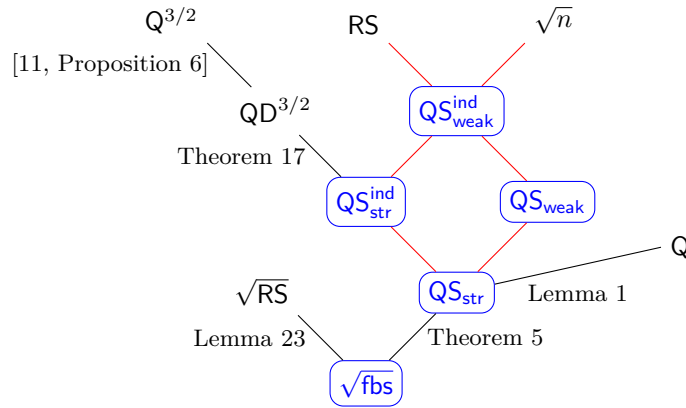 Q^{3/2}
RS
√n
[11, Proposition 6]
QD^{3/2}
QS^{ind}_{weak}
Theorem 17
QS^{ind}_{str}
QS_{weak}
Q
√RS
QS_{str}
Lemma 1
Lemma 23
Theorem 5
√fbs